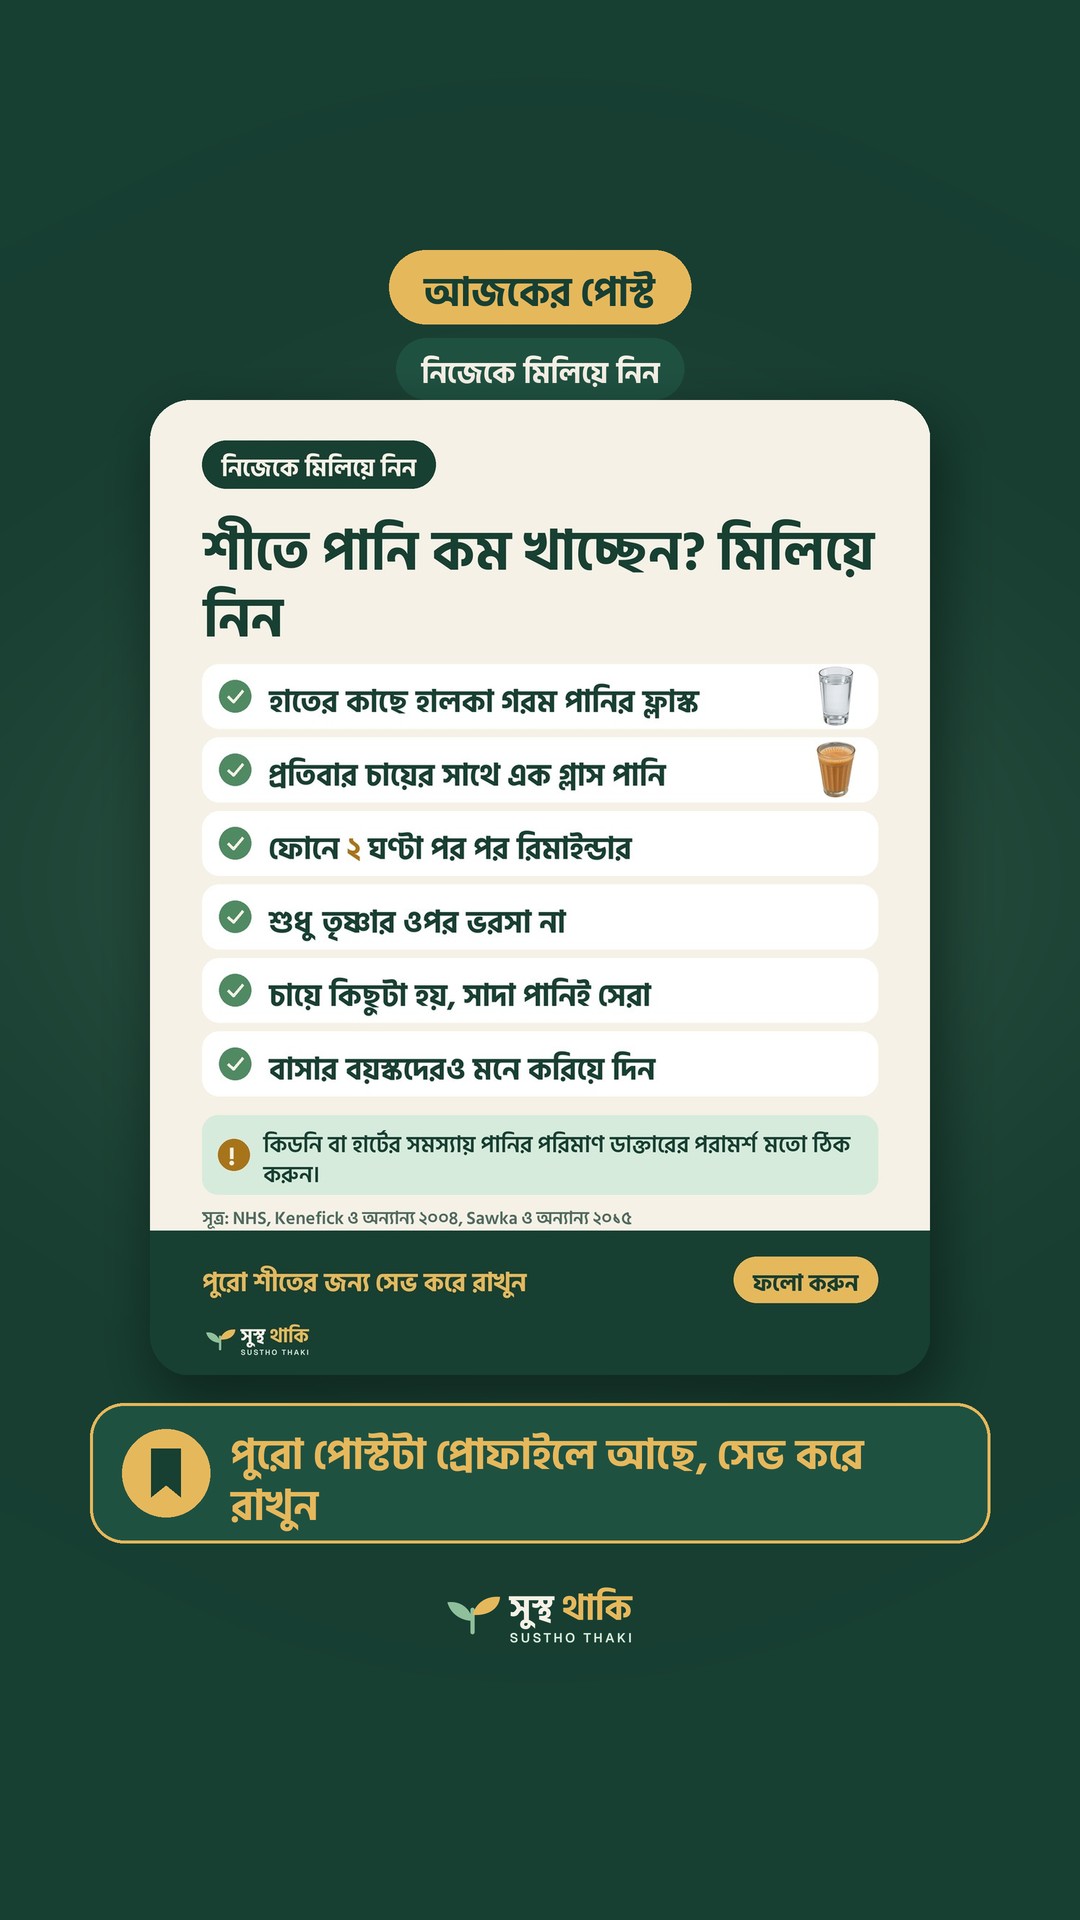 আজকের পোস্ট
নিজেকে মিলিয়ে নিন
নিজেকে মিলিয়ে নিন
শীতে পানি কম খাচ্ছেন? মিলিয়ে
নিন
হাতের কাছে হালকা গরম পানির ফ্লাস্ক
প্রতিবার চায়ের সাথে এক গ্লাস পানি
ফোনে ২ ঘণ্টা পর পর রিমাইন্ডার
শুধু তৃষ্ণার ওপর ভরসা না
চায়ে কিছুটা হয়, সাদা পানিই সেরা
বাসার বয়স্কদেরও মনে করিয়ে দিন
কিডনি বা হার্টের সমস্যায় পানির পরিমাণ ডাক্তারের পরামর্শ মতো ঠিক
করুন।
সূত্র: NHS, Kenefick ও অন্যান্য ২০০৪, Sawka ও অন্যান্য ২০১৫
পুরো শীতের জন্য সেভ করে রাখুন
ফলো করুন
সুস্থ থাকি
SUSTHO THAKI
পুরো পোস্টটা প্রোফাইলে আছে, সেভ করে
রাখুন
সুস্থ থাকি
SUSTHO THAKI